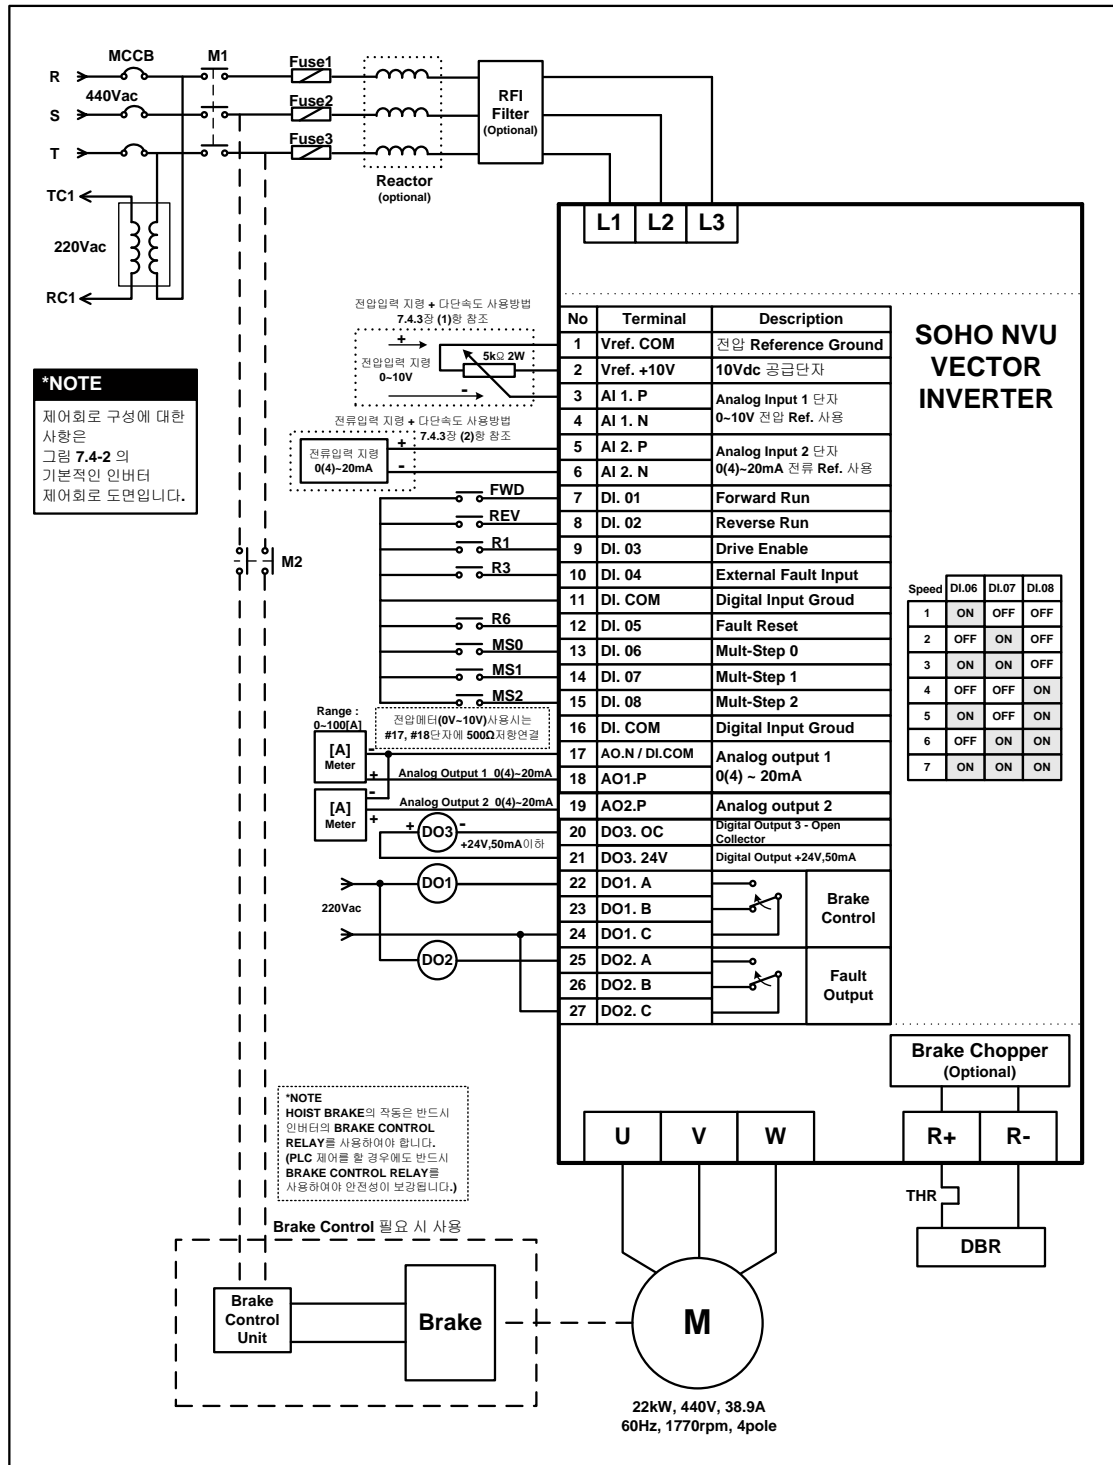 MCCB
M1
R
440Vac
S
T
Fuse1
Fuse2
Fuse3
Reactor
(optional)
RFI
Filter
(Optional)
TC1
220Vac
RC1
L1
L2
L3
*NOTE
제어회로 구성에 대한
사항은
그림 7.4-2 의
기본적인 인버터
제어회로 도면입니다.
전압입력 지령 + 다단속도 사용방법
7.4.3장 (1)항 참조
+
전압입력 지령
0~10V
-
5kΩ 2W
전류입력 지령 + 다단속도 사용방법
7.4.3장 (2)항 참조
전류입력 지령
0(4)~20mA
+
-
FWD
REV
R1
R3
R6
MS0
MS1
MS2
M2
SOHO NVU
VECTOR
INVERTER
No Terminal Description
1 Vref. COM 전압 Reference Ground
2 Vref. +10V 10Vdc 공급단자
3 AI 1. P Analog Input 1 단자
4 AI 1. N 0~10V 전압 Ref. 사용
5 AI 2. P Analog Input 2 단자
6 AI 2. N 0(4)~20mA 전류 Ref. 사용
7 DI. 01 Forward Run
8 DI. 02 Reverse Run
9 DI. 03 Drive Enable
10 DI. 04 External Fault Input
11 DI. COM Digital Input Groud
12 DI. 05 Fault Reset
13 DI. 06 Mult-Step 0
14 DI. 07 Mult-Step 1
15 DI. 08 Mult-Step 2
16 DI. COM Digital Input Groud
17 AO.N / DI.COM Analog output 1
18 AO1.P 0(4) ~ 20mA
19 AO2.P Analog output 2
20 DO3. OC Digital Output 3 - Open Collector
21 DO3. 24V Digital Output +24V,50mA
22 DO1. A
23 DO1. B
24 DO1. C
Brake
Control
25 DO2. A
26 DO2. B
27 DO2. C
Fault
Output
Speed DI.06 DI.07 DI.08
1 ON OFF OFF
2 OFF ON OFF
3 ON ON OFF
4 OFF OFF ON
5 ON OFF ON
6 OFF ON ON
7 ON ON ON
Range :
0~100[A]
전압메터(0V~10V)사용시는
#17, #18단자에 500Ω저항연결
[A]
Meter
-
+
Analog Output 1 0(4)~20mA
[A]
Meter
-
+
Analog Output 2 0(4)~20mA
+
DO3
-
+24V,50mA이하
DO1
220Vac
DO2
*NOTE
HOIST BRAKE의 작동은 반드시
인버터의 BRAKE CONTROL
RELAY를 사용하여야 합니다.
(PLC 제어를 할 경우에도 반드시
BRAKE CONTROL RELAY를
사용하여야 안전성이 보강됩니다.)
Brake Control 필요 시 사용
Brake
Control
Unit
Brake
U
V
W
M
22kW, 440V, 38.9A
60Hz, 1770rpm, 4pole
Brake Chopper
(Optional)
R+
R-
THR
DBR